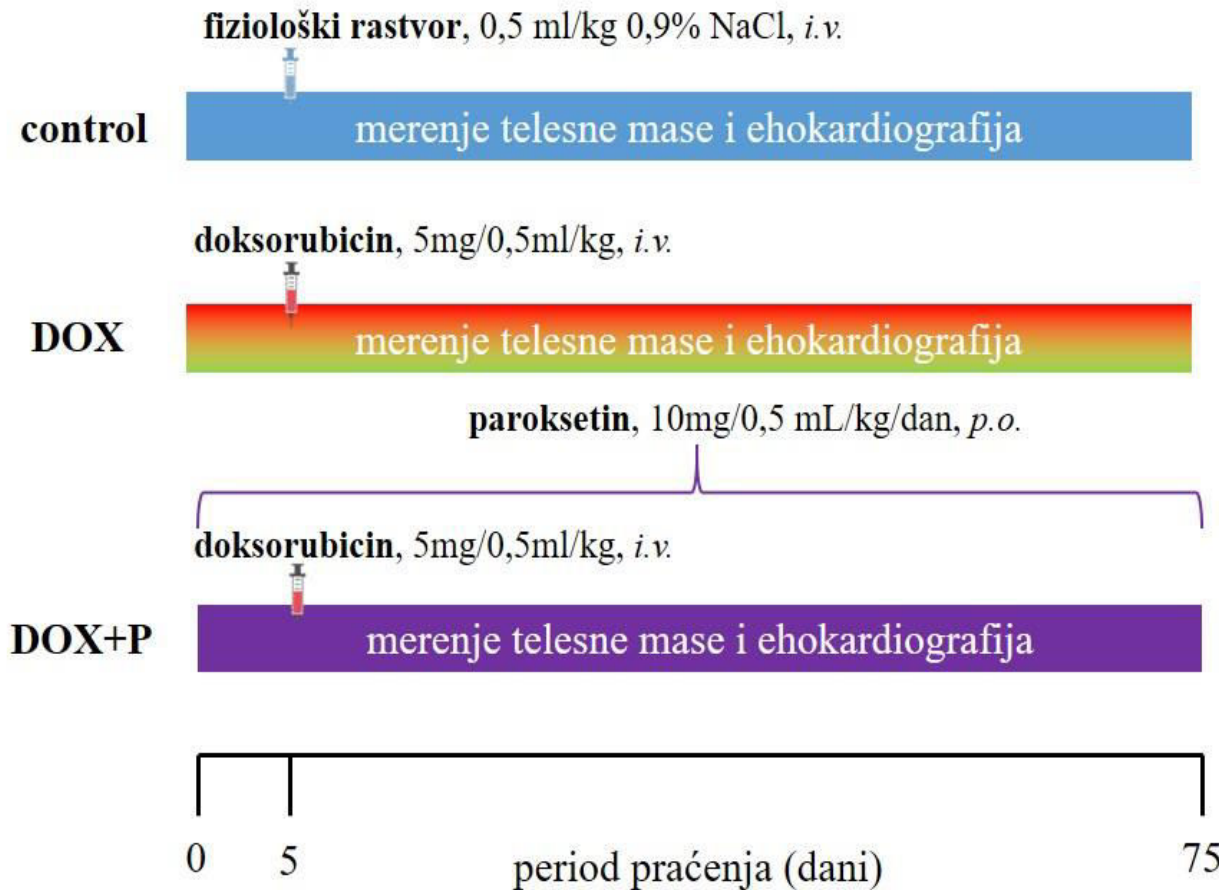 fiziološki rastvor, 0,5 ml/kg 0,9% NaCl, i.v.
control
merenje telesne mase i ehokardiografija
doksorubicin, 5mg/0,5ml/kg, i.v.
DOX
merenje telesne mase i ehokardiografija
paroksetin, 10mg/0,5 mL/kg/dan, p.o.
doksorubicin, 5mg/0,5ml/kg, i.v.
DOX+P
merenje telesne mase i ehokardiografija
0
5
period praćenja (dani)
75